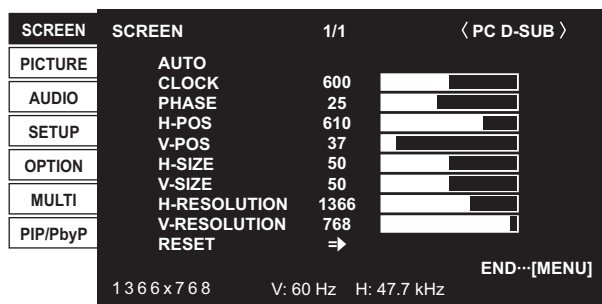 SCREEN
PICTURE
AUDIO
SETUP
OPTION
MULTI
PIP/PbyP
SCREEN 1/1 〈 PC D-SUB 〉
AUTO
CLOCK 600
PHASE 25
H-POS 610
V-POS 37
H-SIZE 50
V-SIZE 50
H-RESOLUTION 1366
V-RESOLUTION 768
RESET ⇒
END···[MENU]
1366x768 V: 60 Hz H: 47.7 kHz